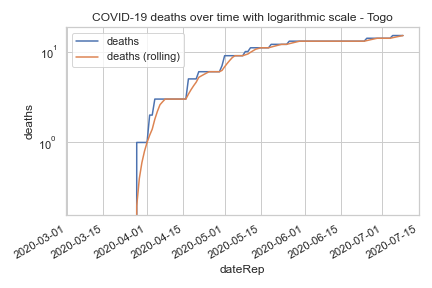 COVID-19 deaths over time with logarithmic scale - Togo
deaths
deaths (rolling)
10¹
10⁰
deaths
2020-03-01
2020-03-15
2020-04-01
2020-04-15
2020-05-01
2020-05-15
2020-06-01
2020-06-15
2020-07-01
2020-07-15
dateRep